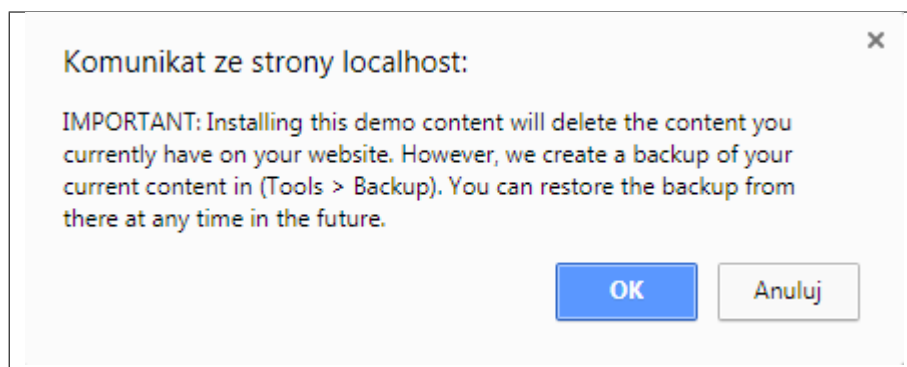 Komunikat ze strony localhost:
IMPORTANT: Installing this demo content will delete the content you
currently have on your website. However, we create a backup of your
current content in (Tools > Backup). You can restore the backup from
there at any time in the future.
OK Anuluj